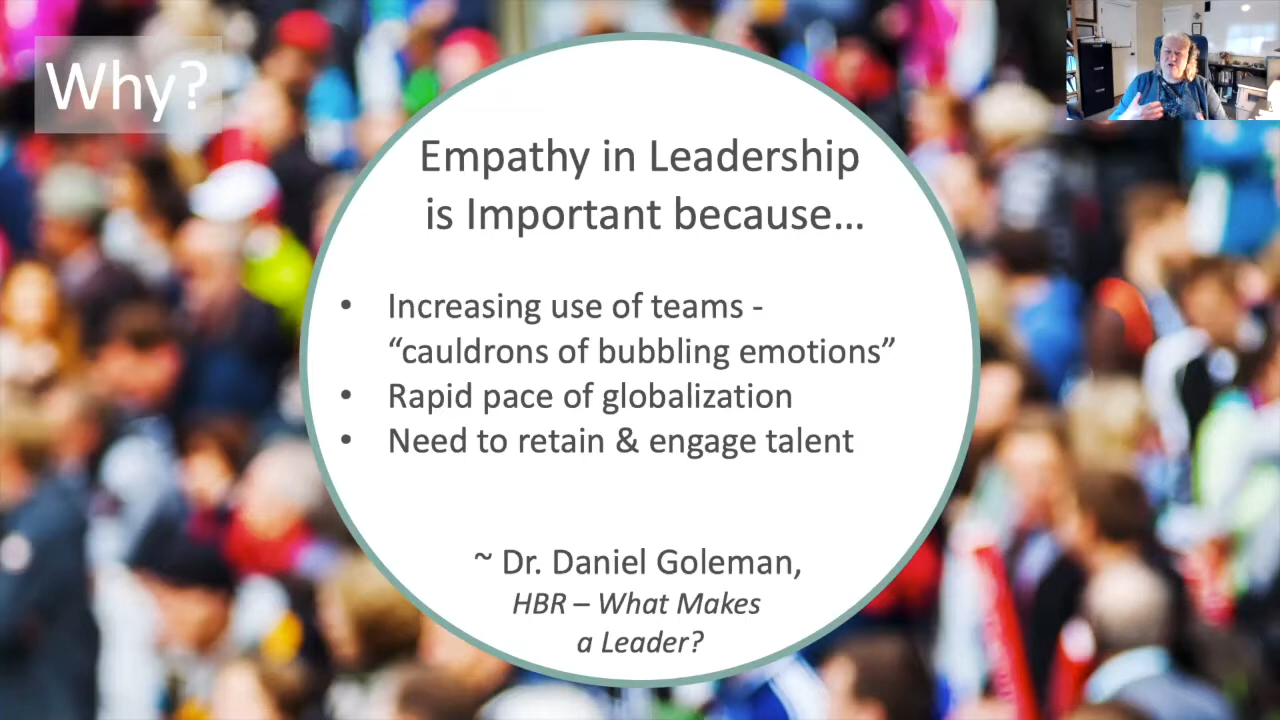 Why?
Empathy in Leadership
is Important because…
• Increasing use of teams -
“cauldrons of bubbling emotions”
• Rapid pace of globalization
• Need to retain & engage talent
~ Dr. Daniel Goleman,
HBR – What Makes
a Leader?